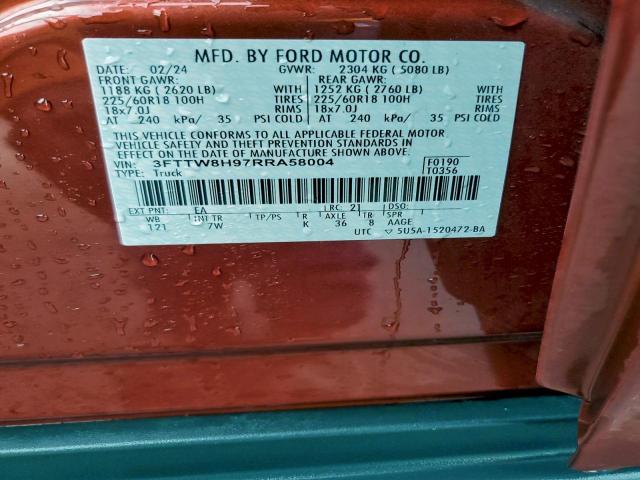 MFD. BY FORD MOTOR CO.
DATE: 02/24 GVWR: 2304 KG ( 5080 LB)
FRONT GAWR: REAR GAWR:
1188 KG ( 2620 LB) WITH 1252 KG ( 2760 LB) WITH
225/60R18 100H TIRES 225/60R18 100H TIRES
18x7.0J RIMS 18x7.0J RIMS
AT 240 kPa/ 35 PSI COLD AT 240 kPa/ 35 PSI COLD
THIS VEHICLE CONFORMS TO ALL APPLICABLE FEDERAL MOTOR
VEHICLE SAFETY AND THEFT PREVENTION STANDARDS IN
EFFECT ON THE DATE OF MANUFACTURE SHOWN ABOVE.
VIN: 3FTTW8H97RRA58004 F0190
TYPE: Truck T0356
EXT PNT: EA RC: 21 DSO:
WB INT TR TP/PS R AXLE TR SPR
121 7W K 36 8 AAGE
UTC 5U5A-1520472-BA